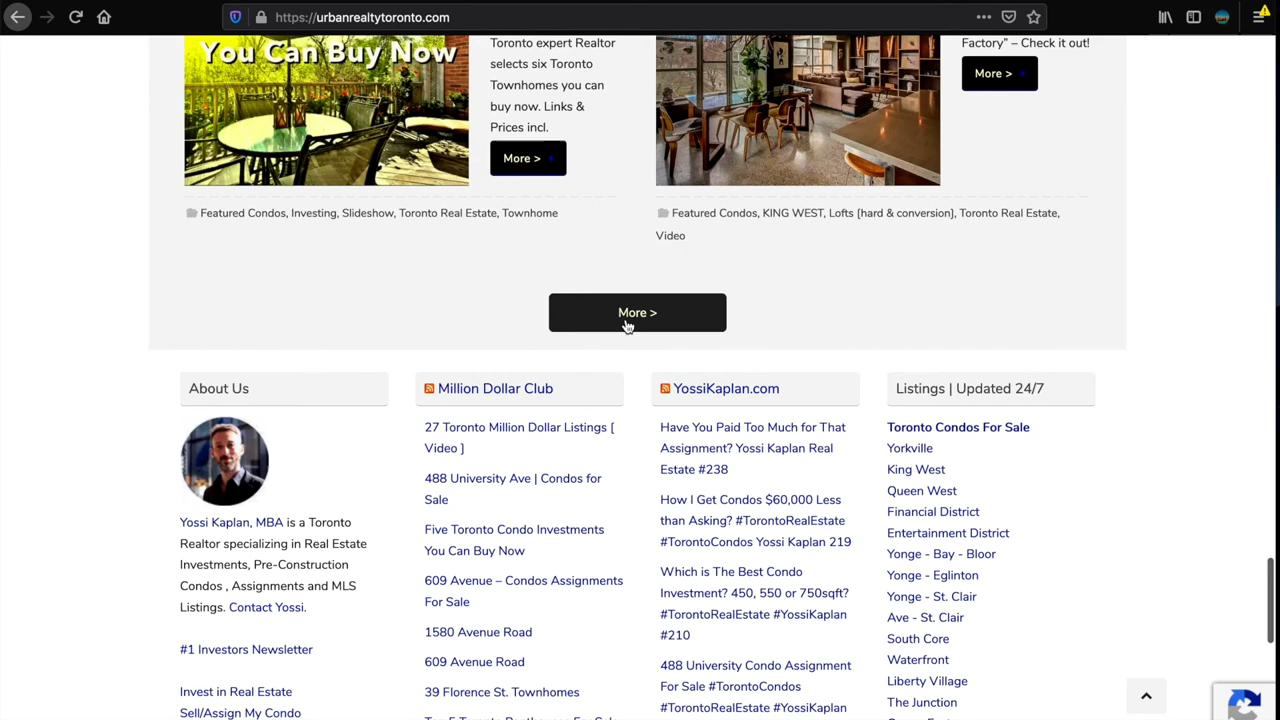 https://urbanrealtytoronto.com
You Can Buy Now
Toronto expert Realtor
selects six Toronto
Townhomes you can
buy now. Links &
Prices incl.
More >
Featured Condos, Investing, Slideshow, Toronto Real Estate, Townhome
Factory" – Check it out!
More >
Featured Condos, KING WEST, Lofts [hard & conversion], Toronto Real Estate,
Video
More >
About Us
Yossi Kaplan, MBA is a Toronto
Realtor specializing in Real Estate
Investments, Pre-Construction
Condos , Assignments and MLS
Listings. Contact Yossi.
#1 Investors Newsletter
Invest in Real Estate
Sell/Assign My Condo
Million Dollar Club
27 Toronto Million Dollar Listings [
Video ]
488 University Ave | Condos for
Sale
Five Toronto Condo Investments
You Can Buy Now
609 Avenue – Condos Assignments
For Sale
1580 Avenue Road
609 Avenue Road
39 Florence St. Townhomes
YossiKaplan.com
Have You Paid Too Much for That
Assignment? Yossi Kaplan Real
Estate #238
How I Get Condos $60,000 Less
than Asking? #TorontoRealEstate
#TorontoCondos Yossi Kaplan 219
Which is The Best Condo
Investment? 450, 550 or 750sqft?
#TorontoRealEstate #YossiKaplan
#210
488 University Condo Assignment
For Sale #TorontoCondos
#TorontoRealEstate #YossiKaplan
Listings | Updated 24/7
Toronto Condos For Sale
Yorkville
King West
Queen West
Financial District
Entertainment District
Yonge - Bay - Bloor
Yonge - Eglinton
Yonge - St. Clair
Ave - St. Clair
South Core
Waterfront
Liberty Village
The Junction